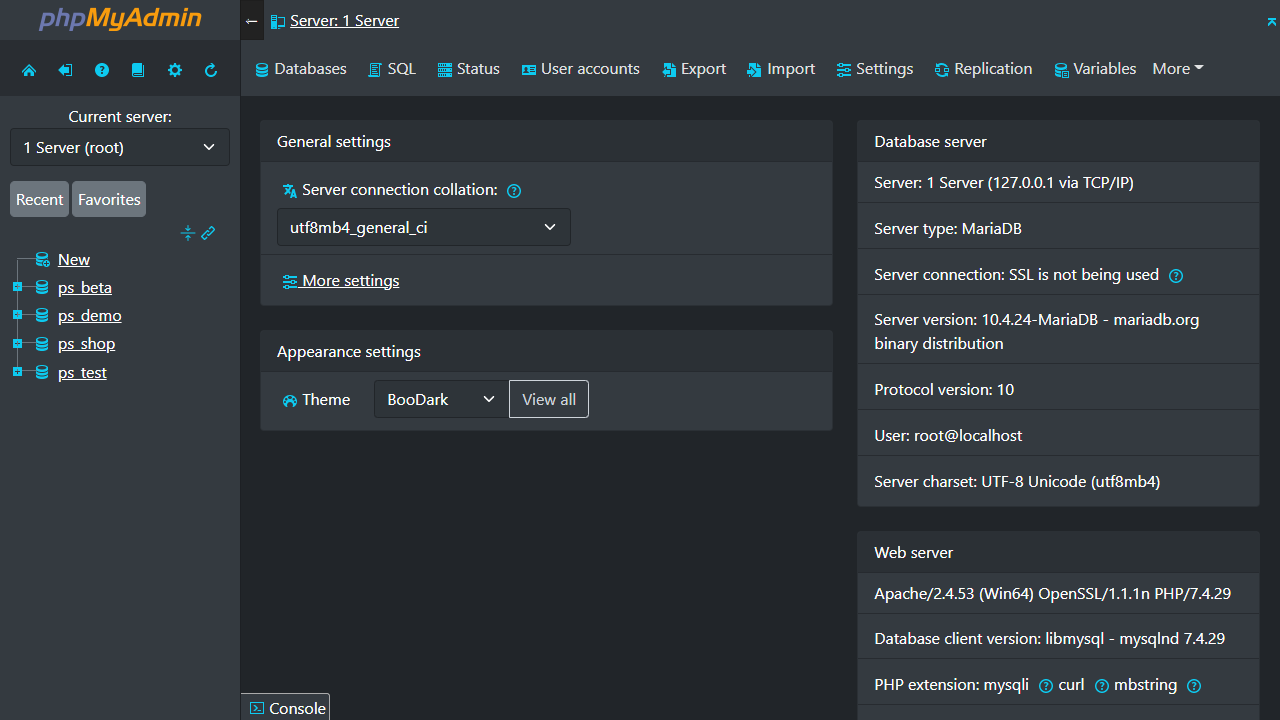 phpMyAdmin
Current server:
1 Server (root)
Recent
Favorites
New
ps_beta
ps_demo
ps_shop
ps_test
←
Server: 1 Server
Databases
SQL
Status
User accounts
Export
Import
Settings
Replication
Variables
More
General settings
Server connection collation:
utf8mb4_general_ci
More settings
Appearance settings
Theme
BooDark
View all
Database server
Server: 1 Server (127.0.0.1 via TCP/IP)
Server type: MariaDB
Server connection: SSL is not being used
Server version: 10.4.24-MariaDB - mariadb.org
binary distribution
Protocol version: 10
User: root@localhost
Server charset: UTF-8 Unicode (utf8mb4)
Web server
Apache/2.4.53 (Win64) OpenSSL/1.1.1n PHP/7.4.29
Database client version: libmysql - mysqlnd 7.4.29
PHP extension: mysqli curl mbstring
Console